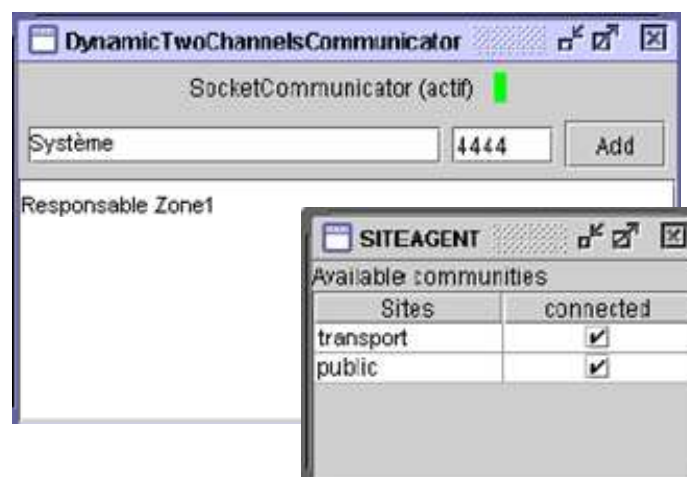 DynamicTwoChannelsCommunicator
SocketCommunicator (actif)
Système 4444 Add
Responsable Zone1
SITEAGENT
Available communities
Sites connected
transport
public